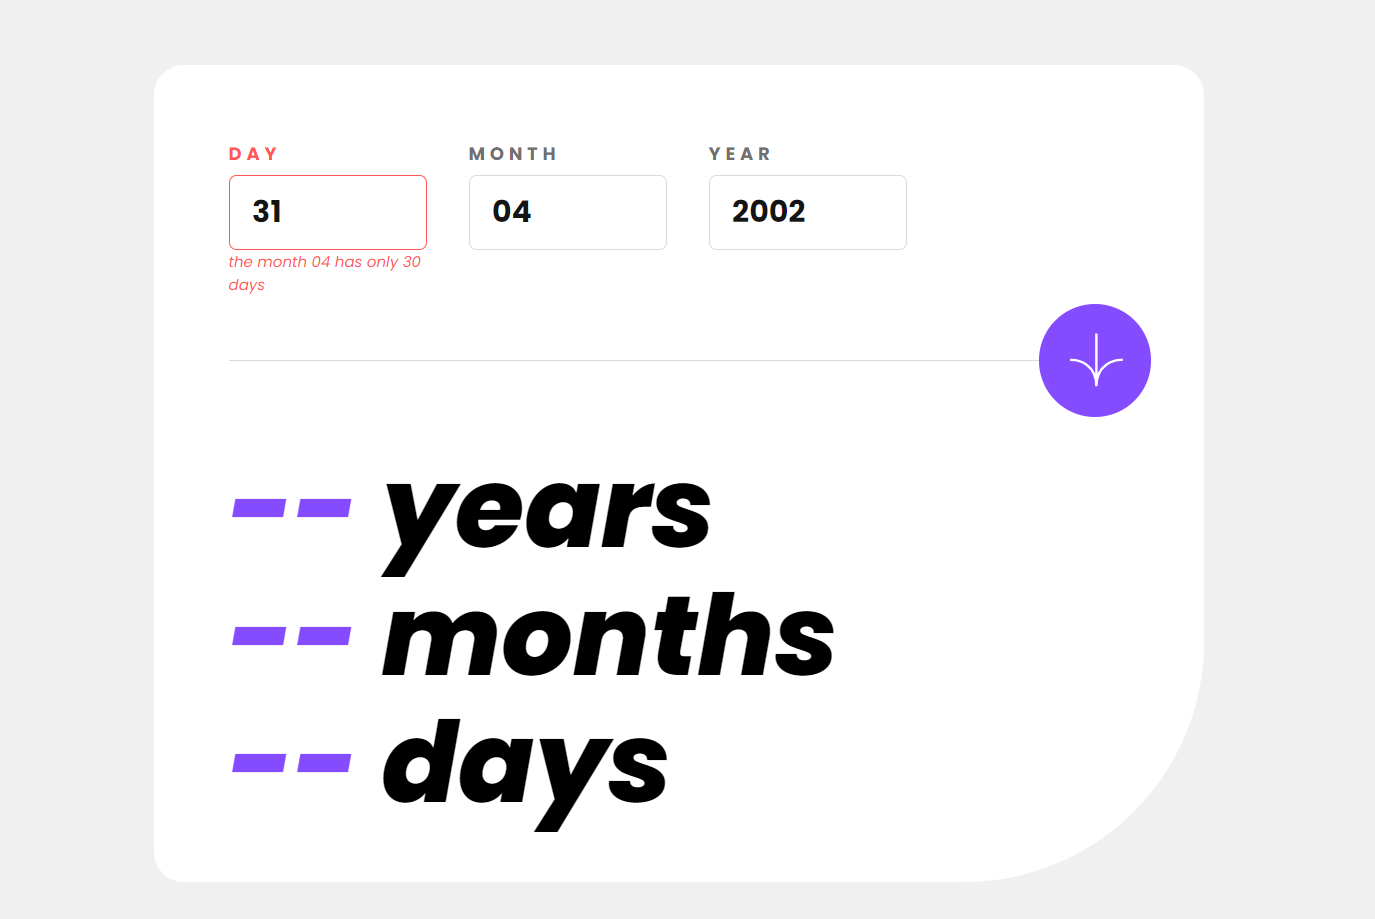 DAY MONTH YEAR
31 04 2002
the month 04 has only 30
days
-- years
-- months
-- days